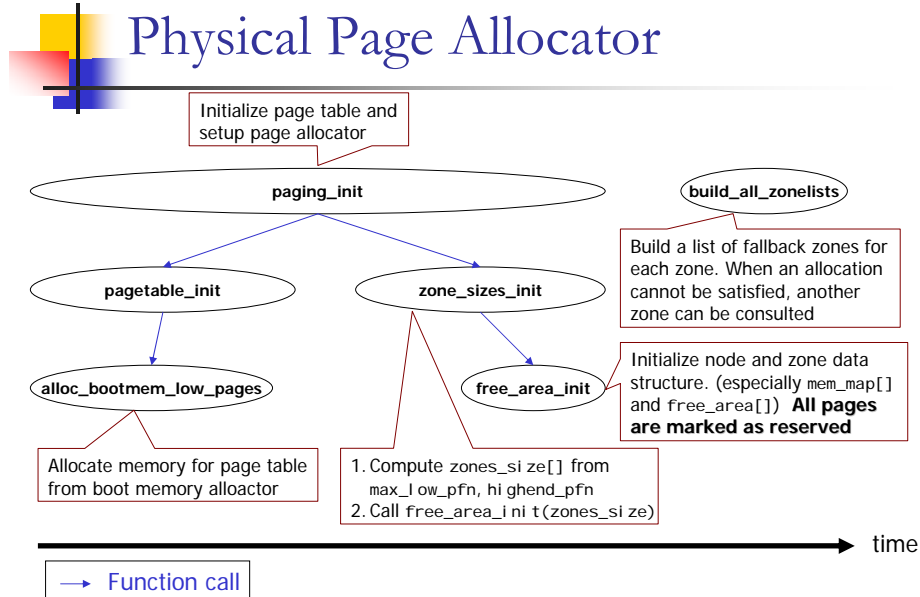 Physical Page Allocator
Initialize page table and
setup page allocator
paging_init
build_all_zonelists
Build a list of fallback zones for
each zone. When an allocation
cannot be satisfied, another
zone can be consulted
pagetable_init
zone_sizes_init
alloc_bootmem_low_pages
free_area_init
Initialize node and zone data
structure. (especially mem_map[]
and free_area[]) All pages
are marked as reserved
Allocate memory for page table
from boot memory alloactor
1. Compute zones_size[] from
max_low_pfn, highend_pfn
2. Call free_area_init(zones_size)
time
Function call